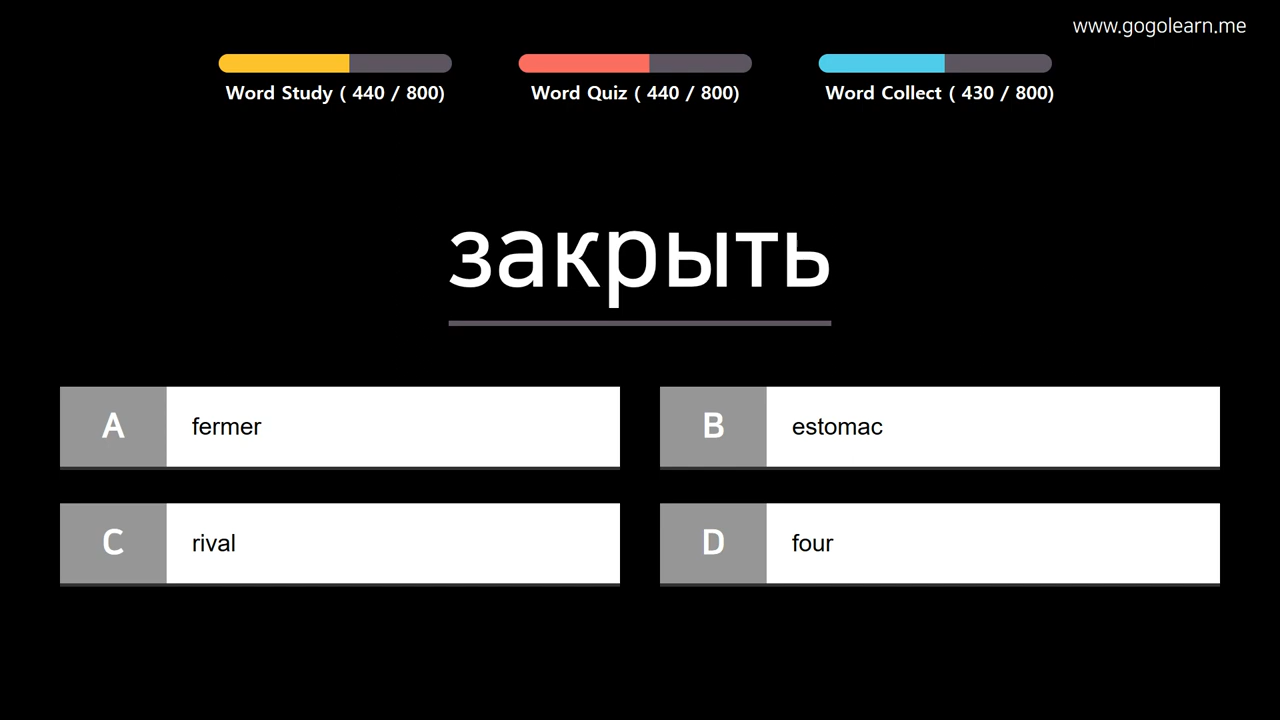 www.gogolearn.me
Word Study ( 440 / 800)
Word Quiz ( 440 / 800)
Word Collect ( 430 / 800)
закрыть
A fermer
B estomac
C rival
D four